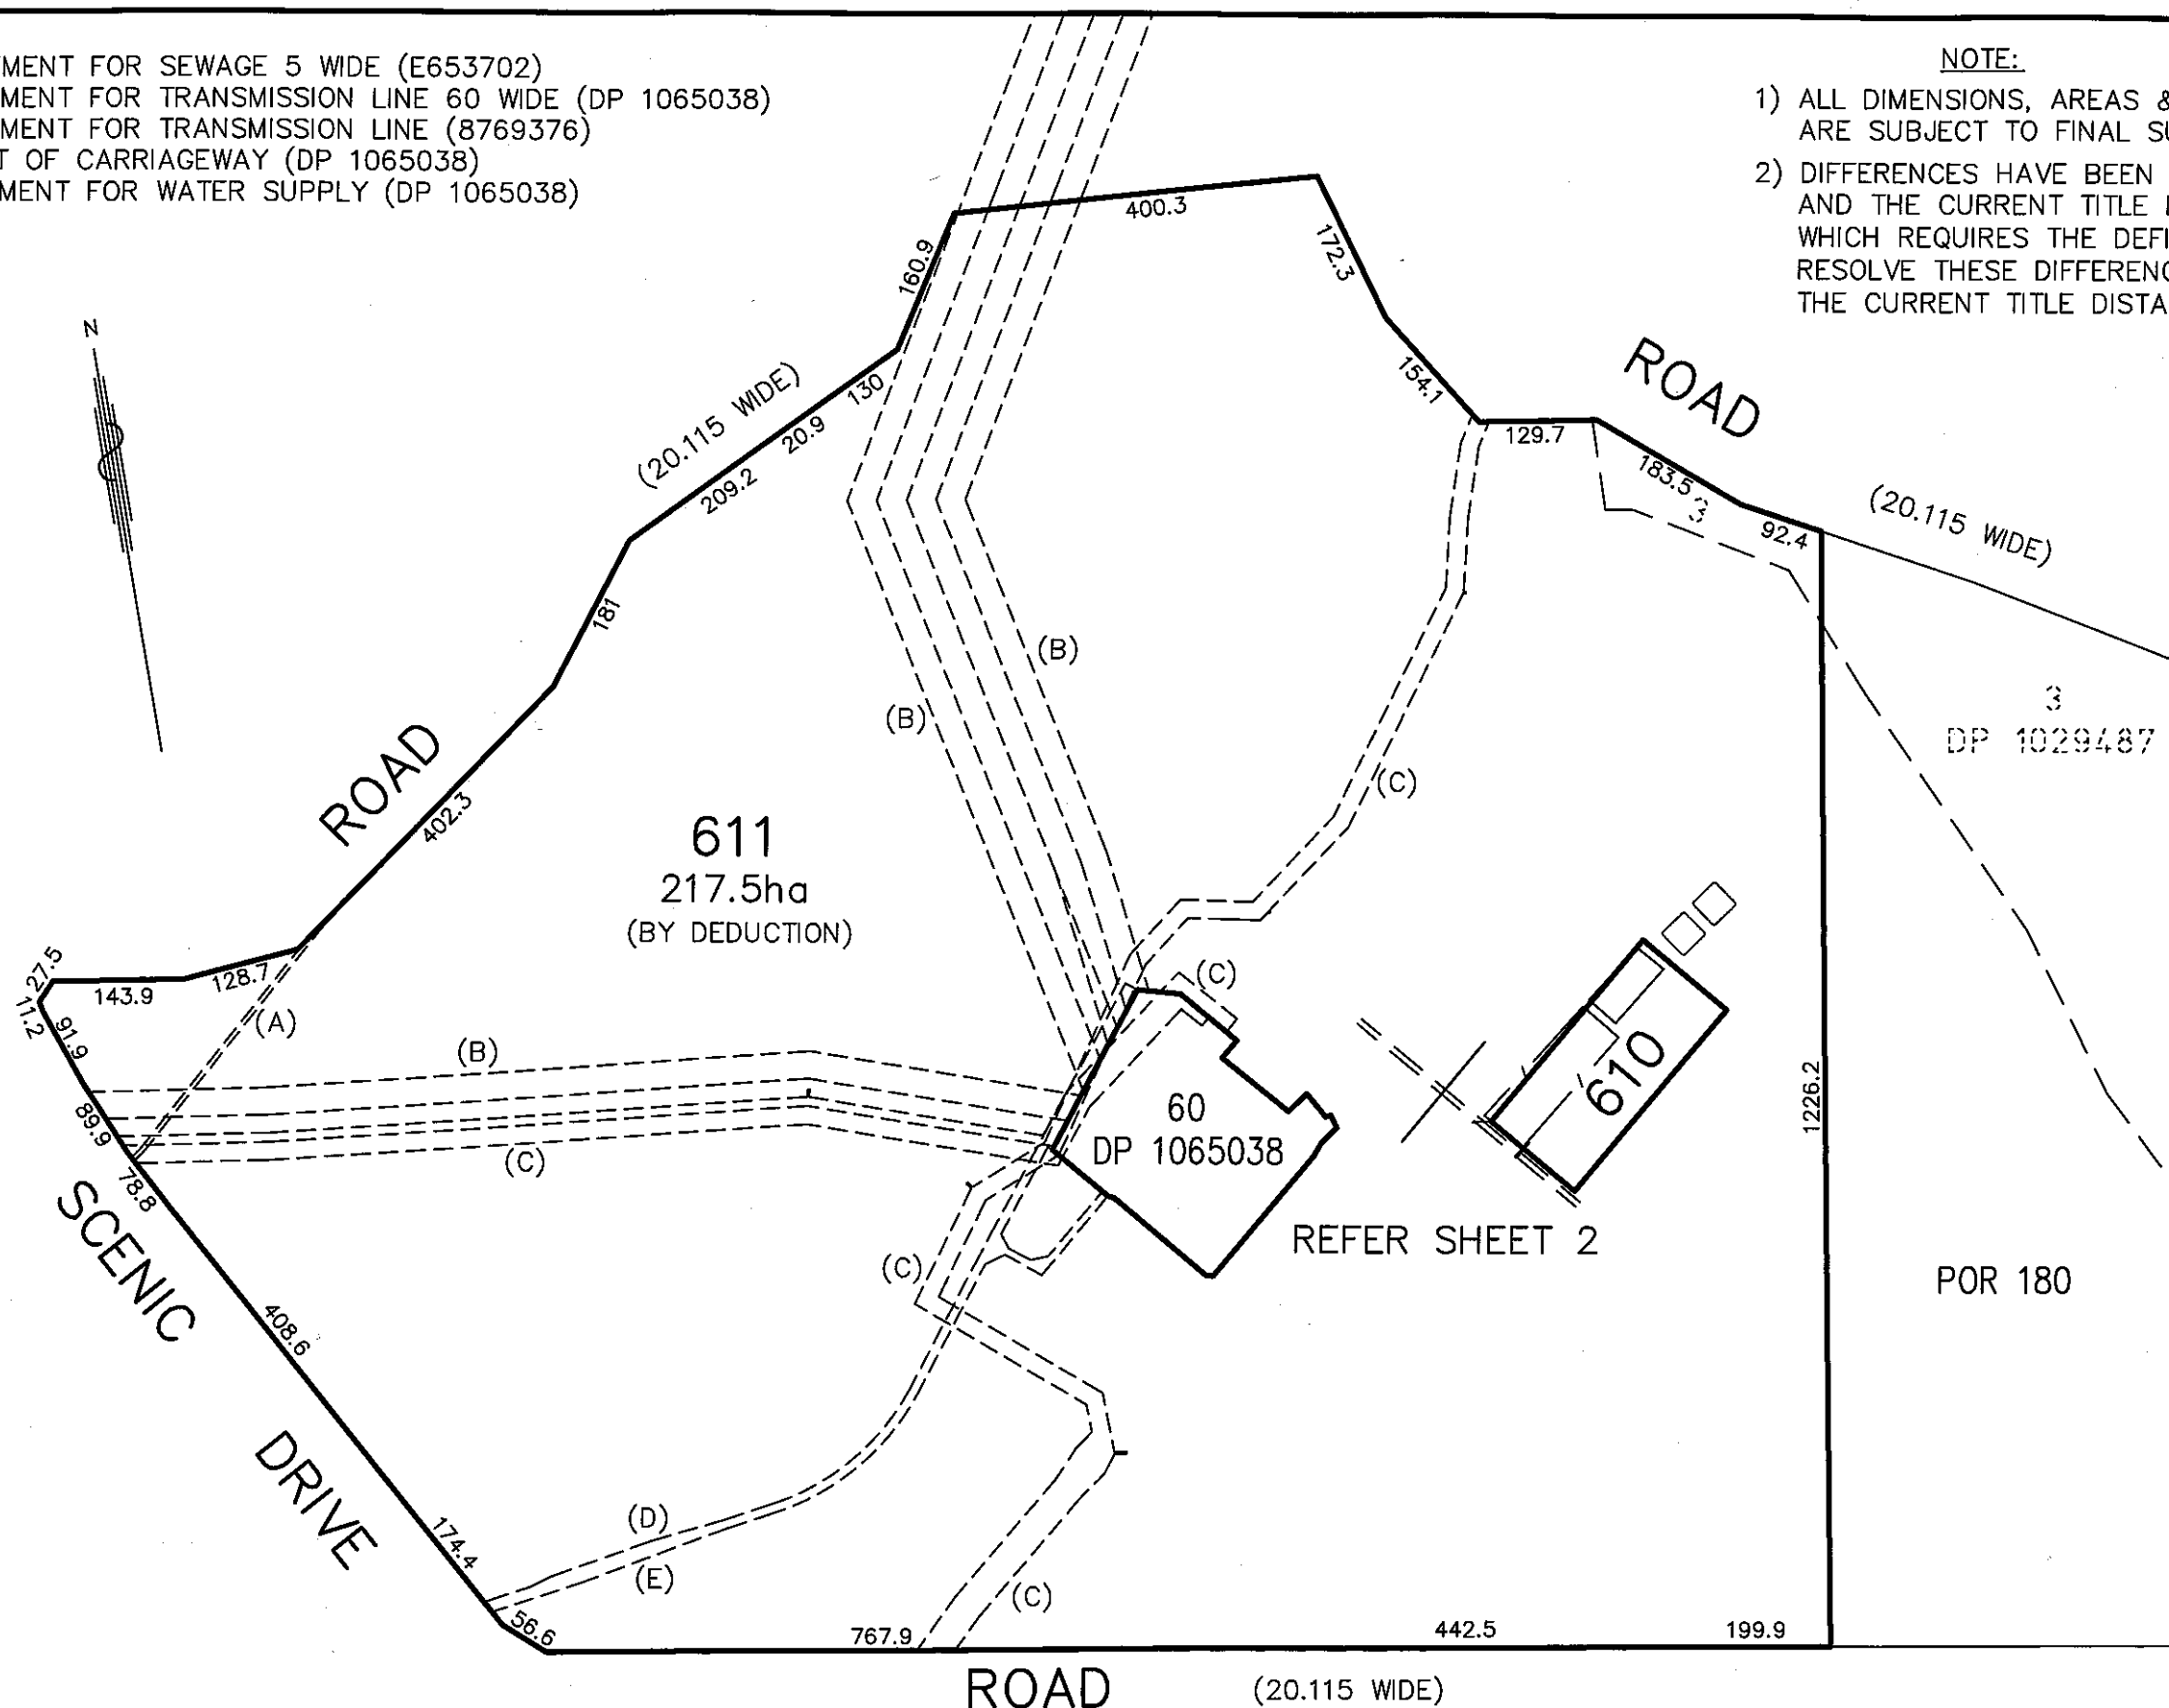 MENT FOR SEWAGE 5 WIDE (E653702)
MENT FOR TRANSMISSION LINE 60 WIDE (DP 1065038)
MENT FOR TRANSMISSION LINE (8769376)
T OF CARRIAGEWAY (DP 1065038)
MENT FOR WATER SUPPLY (DP 1065038)
NOTE:
1) ALL DIMENSIONS, AREAS &
ARE SUBJECT TO FINAL SU
2) DIFFERENCES HAVE BEEN
AND THE CURRENT TITLE
WHICH REQUIRES THE DEFI
RESOLVE THESE DIFFERENC
THE CURRENT TITLE DISTA
N
400.3
160.9
172.3
154.1
129.7
183.5
3
92.4
ROAD
(20.115 WIDE)
(20.115 WIDE)
130
20.9
209.2
181
ROAD
402.3
(B)
(B)
(C)
3
DP 1029487
611
217.5ha
(BY DEDUCTION)
27.5
11.2
143.9
128.7
91.9
(A)
(B)
(C)
89.9
(C)
78.8
60
DP 1065038
610
1226.2
REFER SHEET 2
POR 180
SCENIC
DRIVE
408.6
(C)
174.4
(D)
(E)
(C)
56.6
767.9
442.5
199.9
ROAD
(20.115 WIDE)